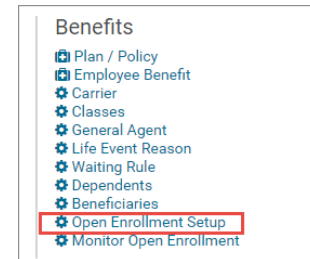 Benefits
Plan / Policy
Employee Benefit
Carrier
Classes
General Agent
Life Event Reason
Waiting Rule
Dependents
Beneficiaries
Open Enrollment Setup
Monitor Open Enrollment